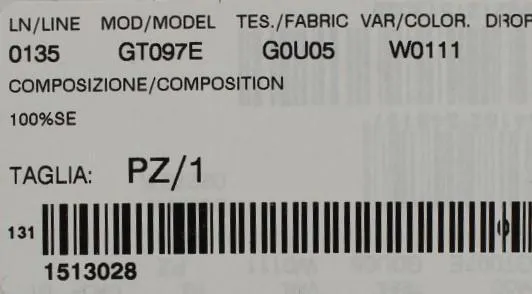 LN/LINE MOD/MODEL TES./FABRIC VAR/COLOR. DROP
0135 GT097E G0U05 W0111
COMPOSIZIONE/COMPOSITION
100%SE
TAGLIA: PZ/1
131
1513028